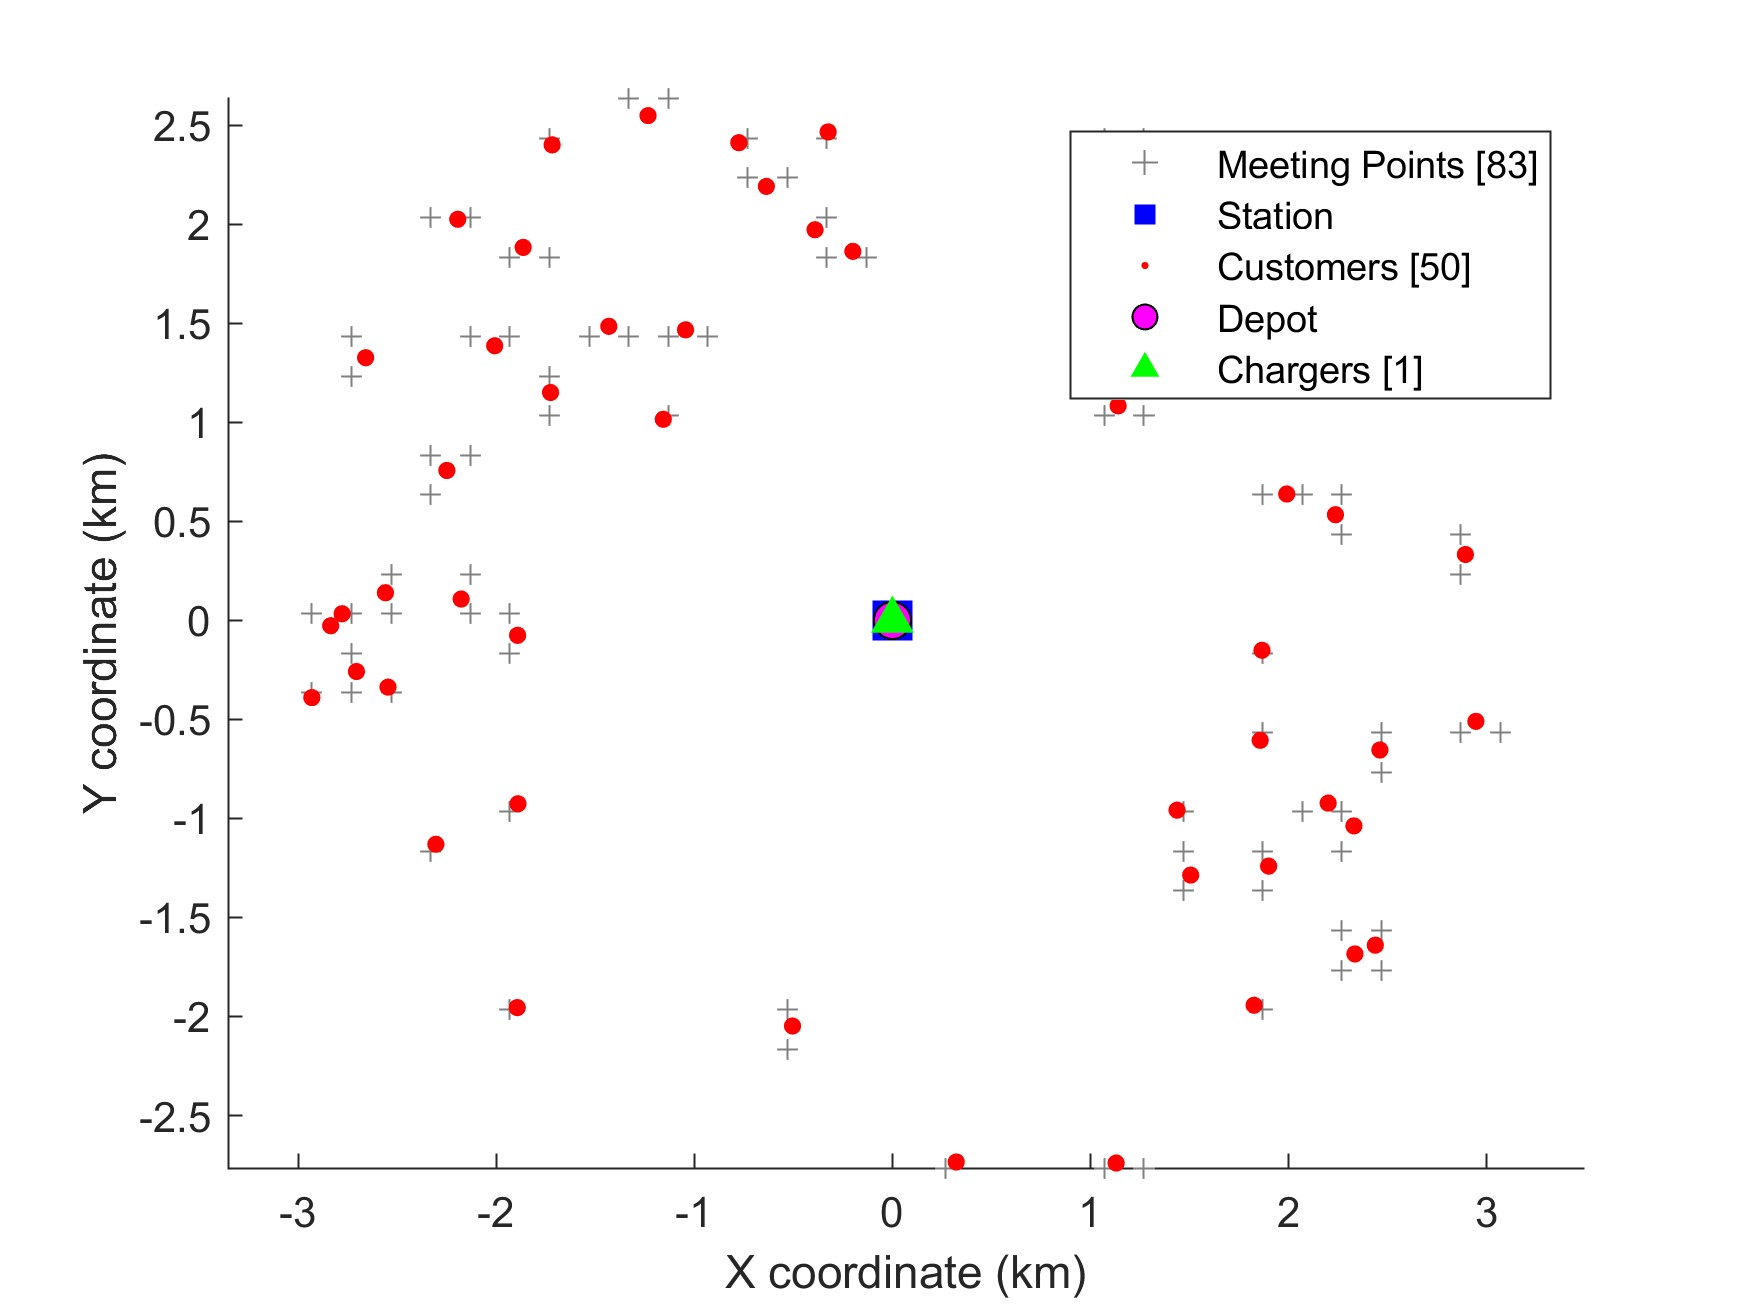 2.5
2
1.5
1
0.5
0
-0.5
-1
-1.5
-2
-2.5
Y coordinate (km)
-3 -2 -1 0 1 2 3
X coordinate (km)
Meeting Points [83]
Station
Customers [50]
Depot
Chargers [1]